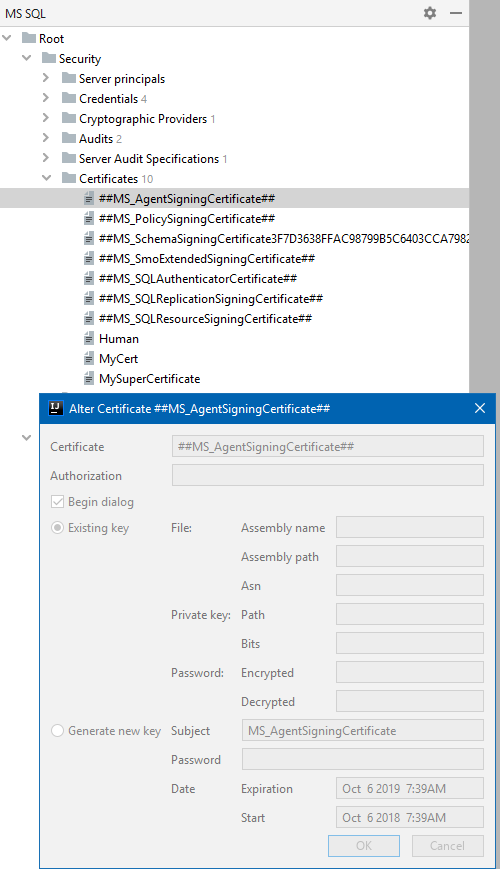 MS SQL
Root
Security
Server principals
Credentials 4
Cryptographic Providers 1
Audits 2
Server Audit Specifications 1
Certificates 10
##MS_AgentSigningCertificate##
##MS_PolicySigningCertificate##
##MS_SchemaSigningCertificate3F7D3638FFAC98799B5C6403CCA7982
##MS_SmoExtendedSigningCertificate##
##MS_SQLAuthenticatorCertificate##
##MS_SQLReplicationSigningCertificate##
##MS_SQLResourceSigningCertificate##
Human
MyCert
MySuperCertificate
IJ Alter Certificate ##MS_AgentSigningCertificate##
Certificate ##MS_AgentSigningCertificate##
Authorization
Begin dialog
Existing key File: Assembly name
Assembly path
Asn
Private key: Path
Bits
Password: Encrypted
Decrypted
Generate new key Subject MS_AgentSigningCertificate
Password
Date Expiration Oct 6 2019 7:39AM
Start Oct 6 2018 7:39AM
OK Cancel